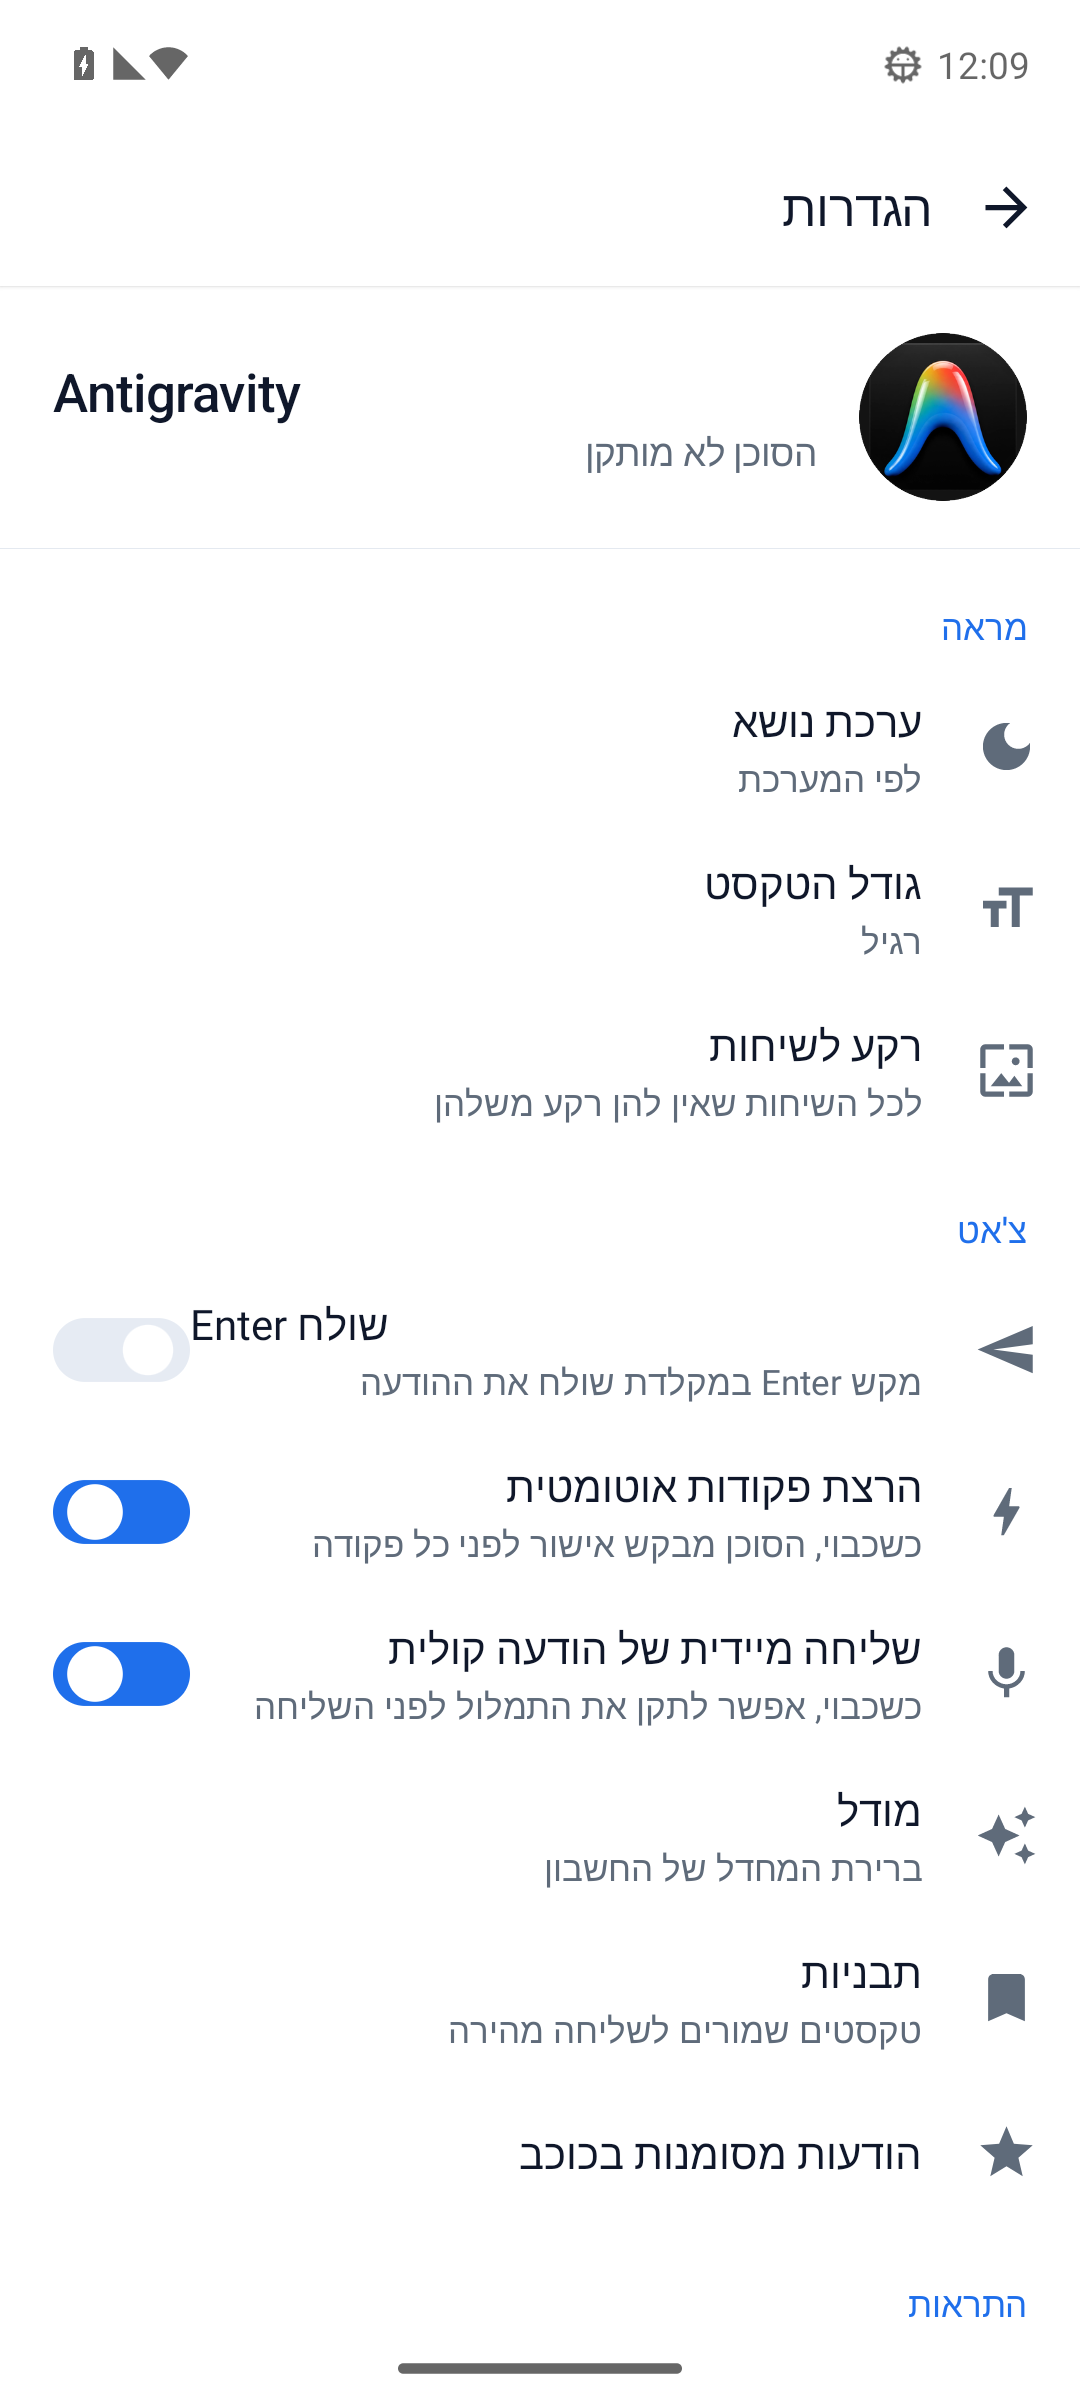 12:09
הגדרות
Antigravity
הסוכן לא מותקן
מראה
ערכת נושא
לפי המערכת
גודל הטקסט
רגיל
רקע לשיחות
לכל השיחות שאין להן רקע משלהן
צ'אט
Enter שולח
מקש Enter במקלדת שולח את ההודעה
הרצת פקודות אוטומטית
כשכבוי, הסוכן מבקש אישור לפני כל פקודה
שליחה מיידית של הודעה קולית
כשכבוי, אפשר לתקן את התמלול לפני השליחה
מודל
ברירת המחדל של החשבון
תבניות
טקסטים שמורים לשליחה מהירה
הודעות מסומנות בכוכב
התראות